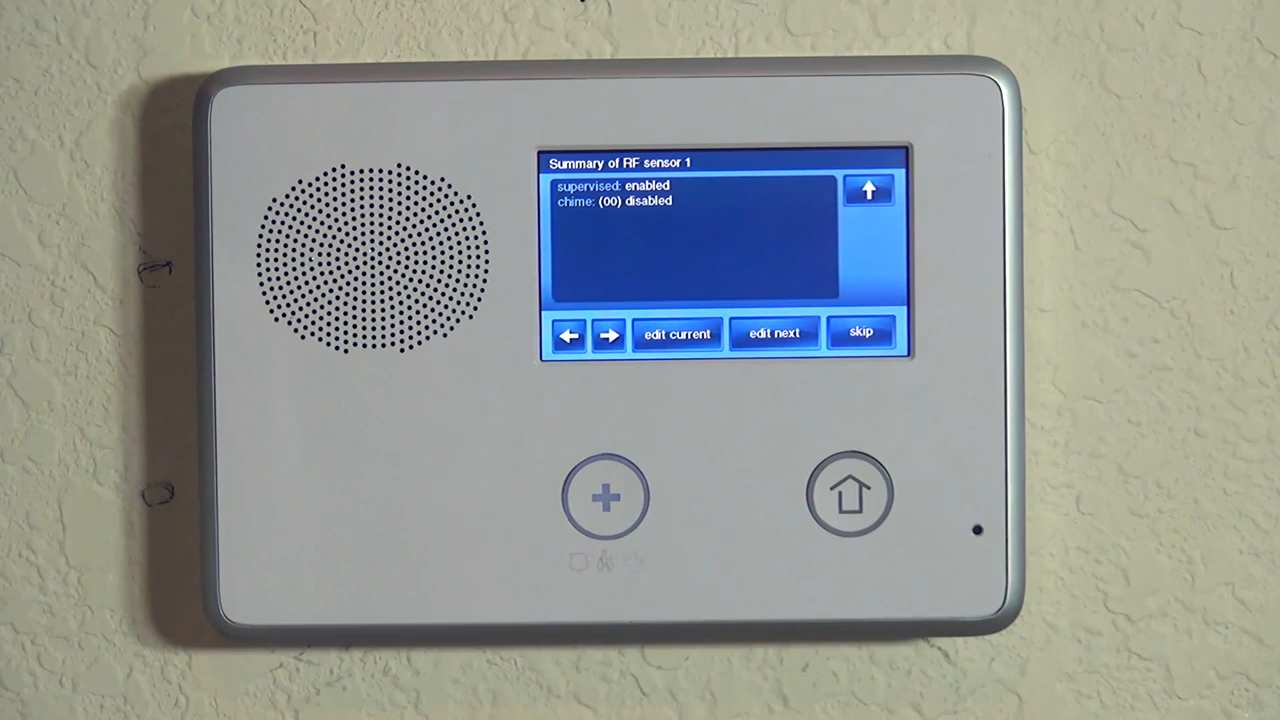 Summary of RF sensor 1
supervised: enabled
chime: (00) disabled
edit current
edit next
skip